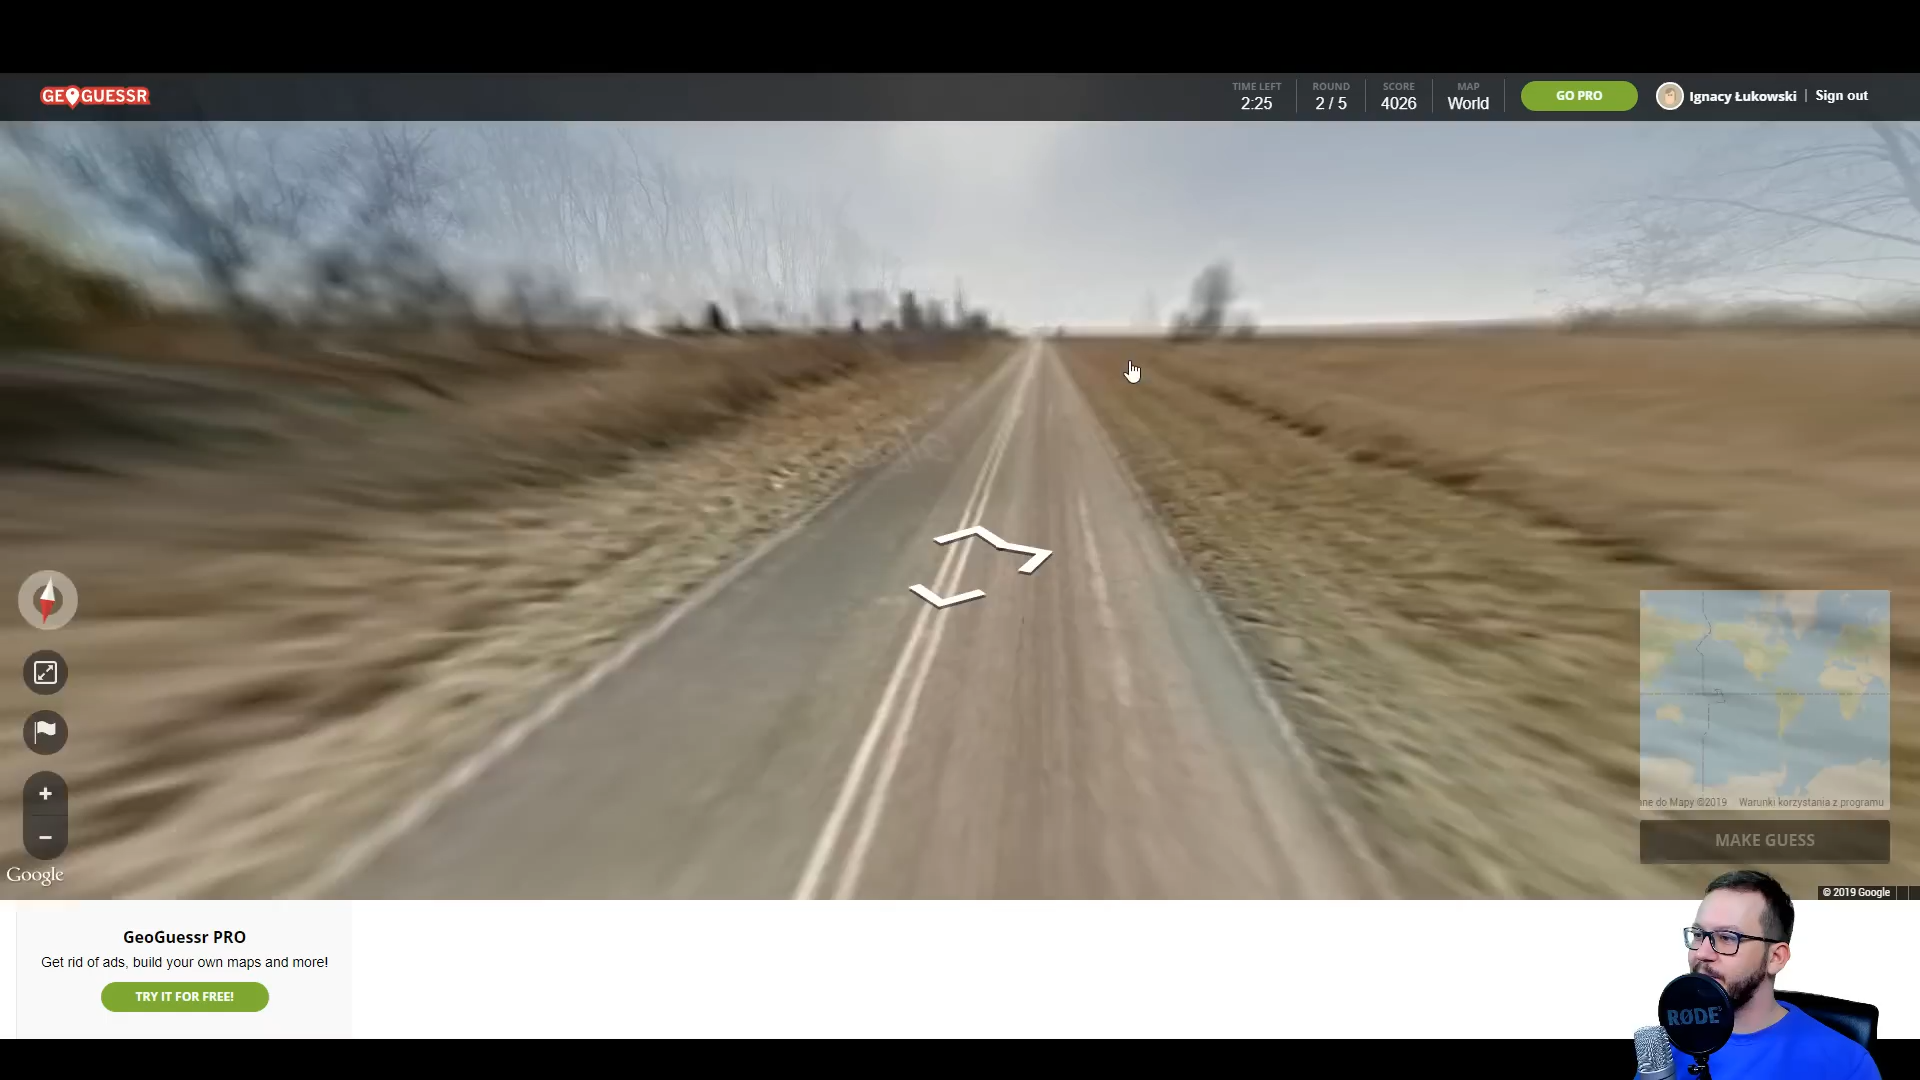 GEOGUESSR
TIME LEFT
2:25
ROUND
2 / 5
SCORE
4026
MAP
World
GO PRO
Ignacy Łukowski | Sign out
ne do Mapy ©2019 Warunki korzystania z programu
MAKE GUESS
Google
© 2019 Google
GeoGuessr PRO
Get rid of ads, build your own maps and more!
TRY IT FOR FREE!
RØDE